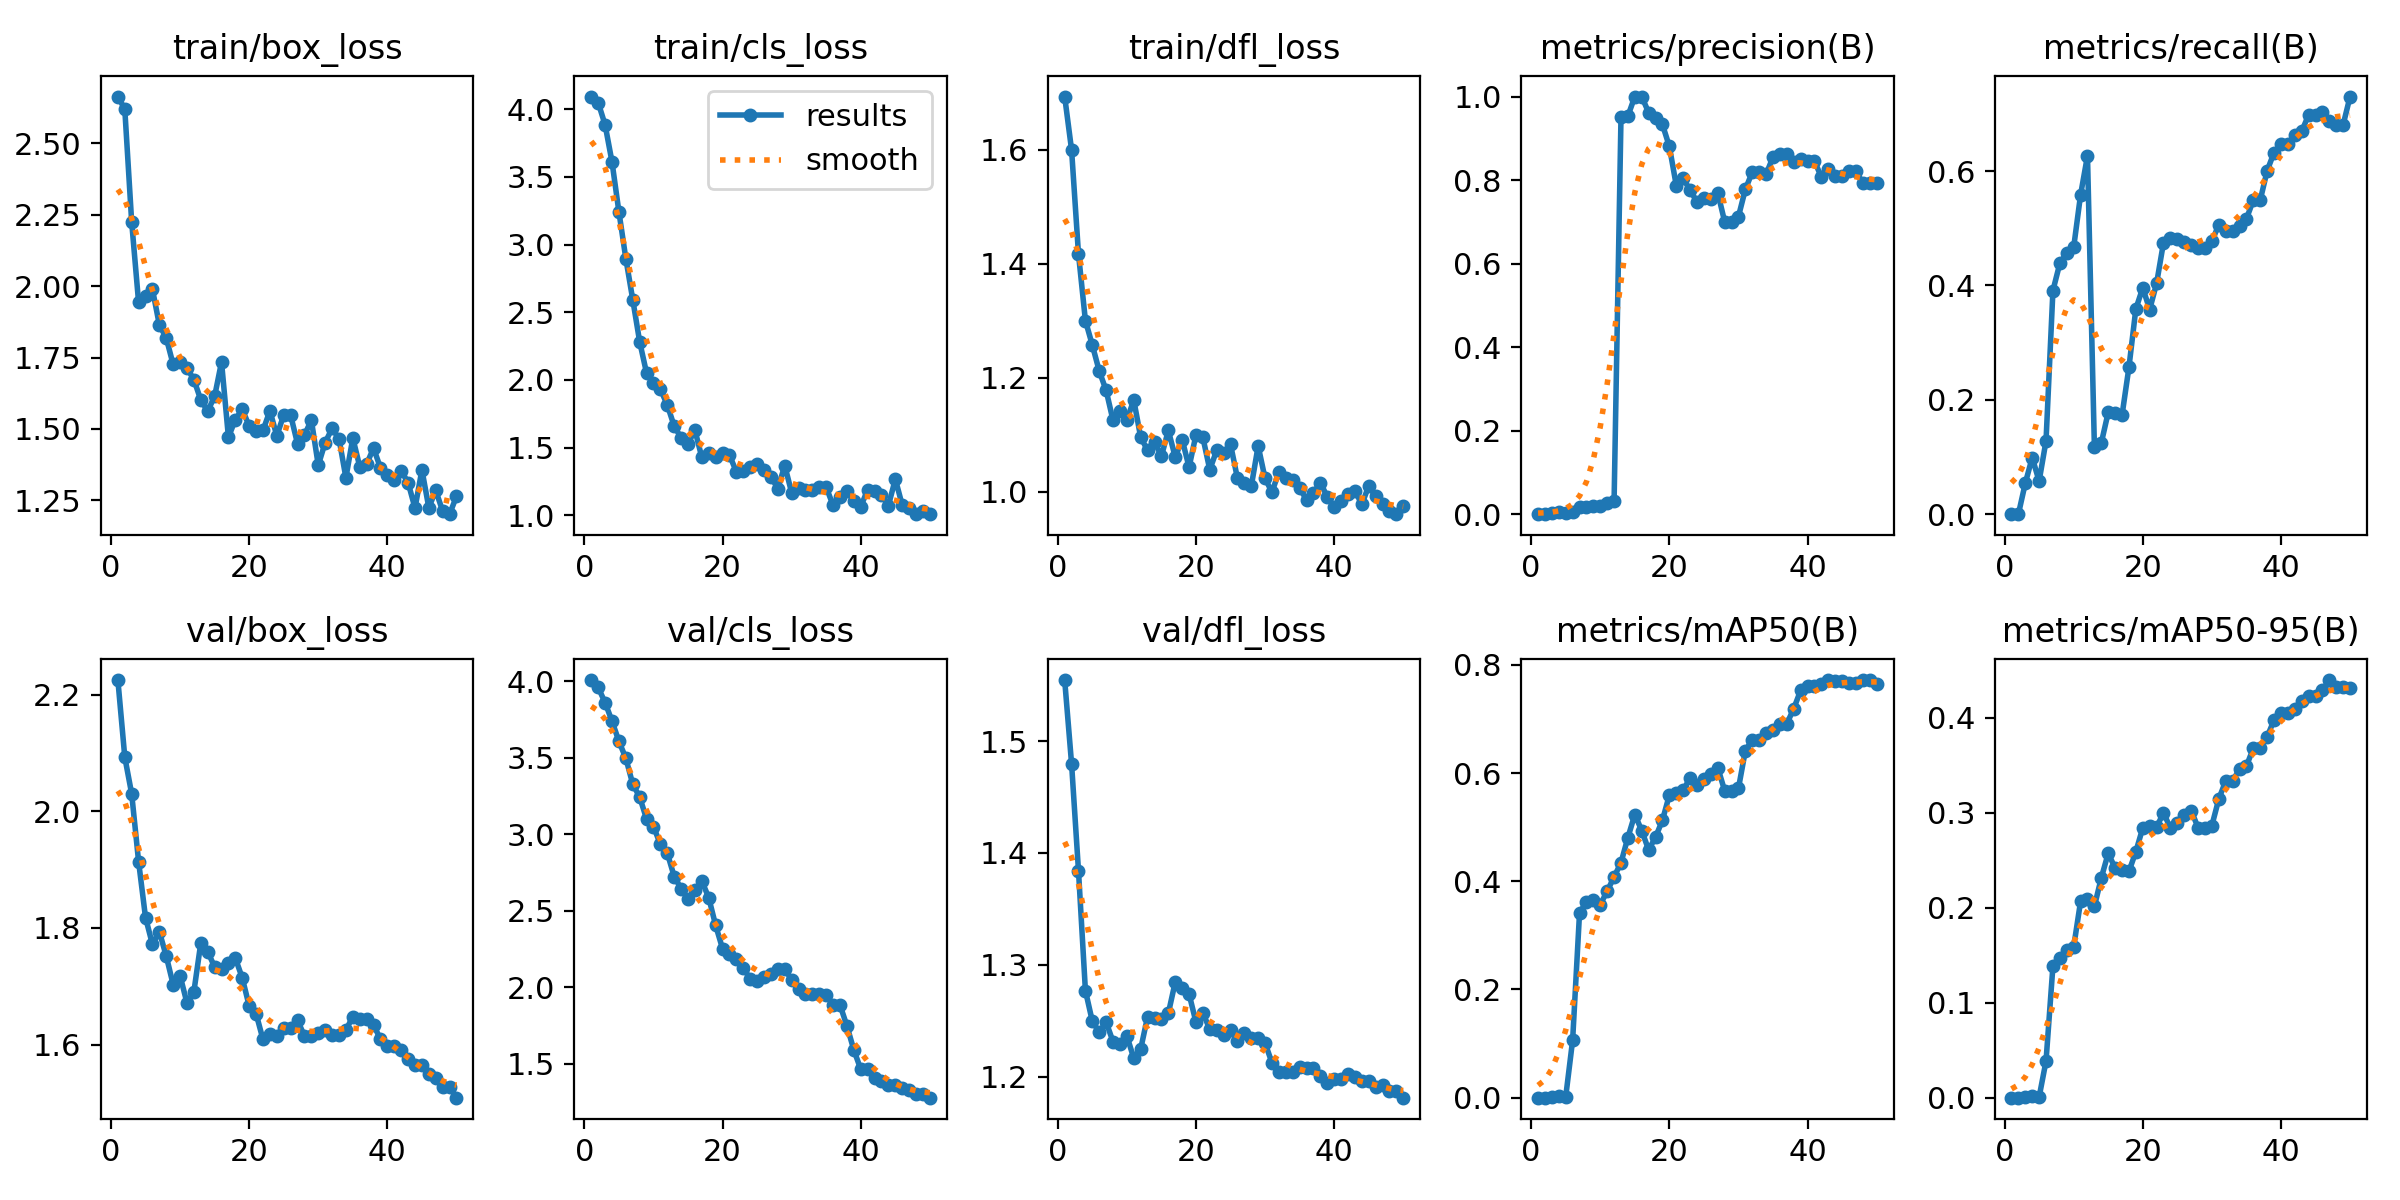 train/box_loss
2.50
2.25
2.00
1.75
1.50
1.25
0 20 40
train/cls_loss
results
smooth
4.0
3.5
3.0
2.5
2.0
1.5
1.0
0 20 40
train/dfl_loss
1.6
1.4
1.2
1.0
0 20 40
metrics/precision(B)
1.0
0.8
0.6
0.4
0.2
0.0
0 20 40
metrics/recall(B)
0.6
0.4
0.2
0.0
0 20 40
val/box_loss
2.2
2.0
1.8
1.6
0 20 40
val/cls_loss
4.0
3.5
3.0
2.5
2.0
1.5
0 20 40
val/dfl_loss
1.5
1.4
1.3
1.2
0 20 40
metrics/mAP50(B)
0.8
0.6
0.4
0.2
0.0
0 20 40
metrics/mAP50-95(B)
0.4
0.3
0.2
0.1
0.0
0 20 40